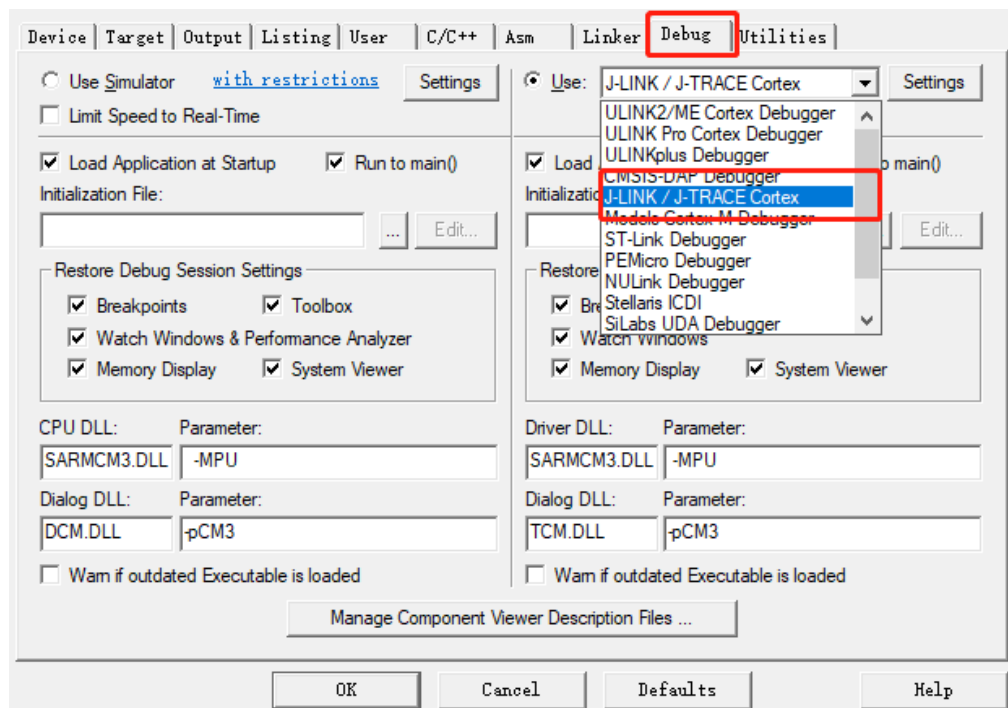 Device Target Output Listing User C/C++ Asm Linker Debug Utilities
Use Simulator with restrictions Settings
Limit Speed to Real-Time
Load Application at Startup Run to main()
Initialization File:
... Edit...
Restore Debug Session Settings
Breakpoints Toolbox
Watch Windows & Performance Analyzer
Memory Display System Viewer
CPU DLL: Parameter:
SARMCM3.DLL -MPU
Dialog DLL: Parameter:
DCM.DLL -pCM3
Warn if outdated Executable is loaded
Use: J-LINK / J-TRACE Cortex Settings
ULINK2/ME Cortex Debugger
ULINK Pro Cortex Debugger
ULINKplus Debugger
CMSIS-DAP Debugger
J-LINK / J-TRACE Cortex
Models Cortex-M Debugger
ST-Link Debugger
PEMicro Debugger
NULink Debugger
Stellaris ICDI
SiLabs UDA Debugger
Load main()
Edit...
Restore
Watch Windows
Memory Display System Viewer
Driver DLL: Parameter:
SARMCM3.DLL -MPU
Dialog DLL: Parameter:
TCM.DLL -pCM3
Warn if outdated Executable is loaded
Manage Component Viewer Description Files ...
OK Cancel Defaults Help